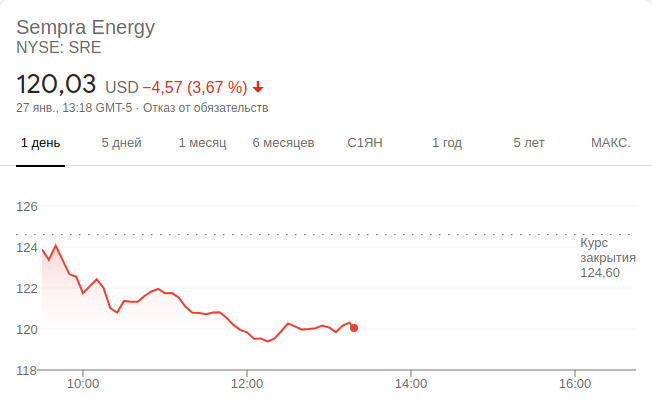 Sempra Energy
NYSE: SRE
120,03 USD −4,57 (3,67 %)
27 янв., 13:18 GMT-5 · Отказ от обязательств
1 день 5 дней 1 месяц 6 месяцев С1ЯН 1 год 5 лет МАКС.
126
124
122
120
118
Курс
закрытия
124,60
10:00 12:00 14:00 16:00